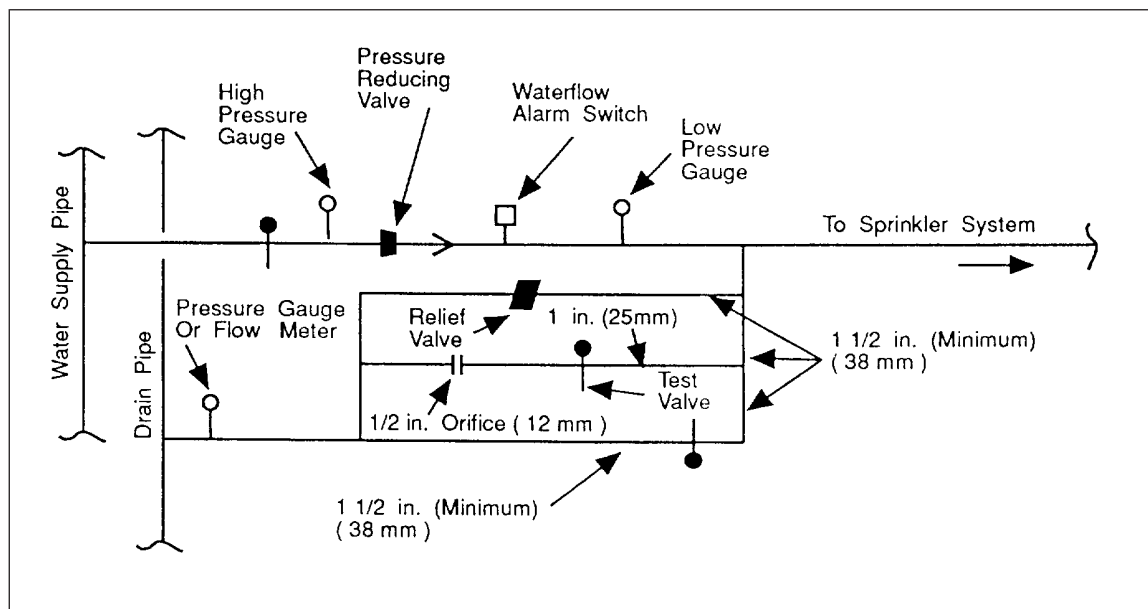 Pressure
Reducing
Valve
High
Pressure
Gauge
Waterflow
Alarm Switch
Low
Pressure
Gauge
Water Supply Pipe
To Sprinkler System
Drain Pipe
Pressure Gauge
Or Flow Meter
Relief
Valve
1 in. (25mm)
1 1/2 in. (Minimum)
( 38 mm )
Test
Valve
1/2 in. Orifice ( 12 mm )
1 1/2 in. (Minimum)
( 38 mm )